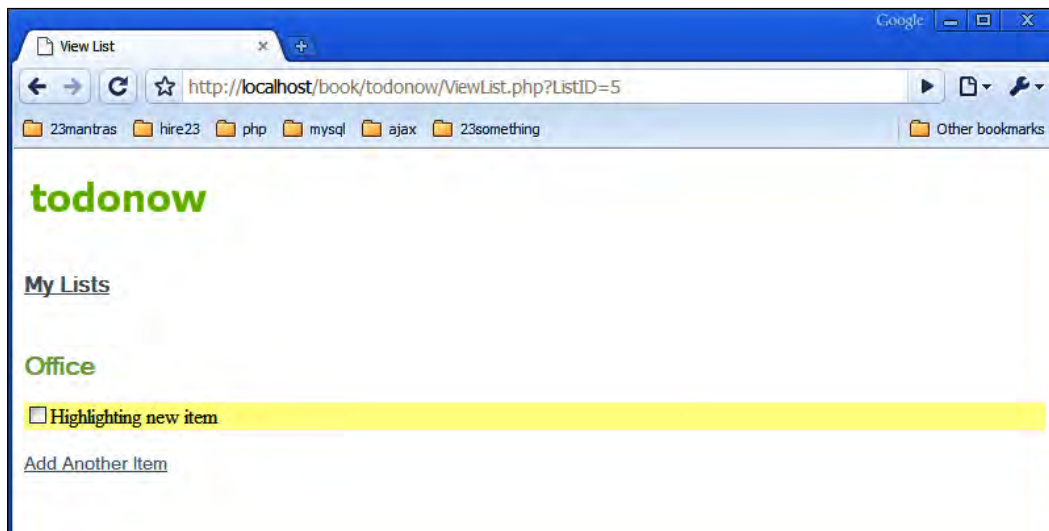 Google
View List
http://localhost/book/todonow/ViewList.php?ListID=5
23mantras hire23 php mysql ajax 23something Other bookmarks
todonow
My Lists
Office
Highlighting new item
Add Another Item